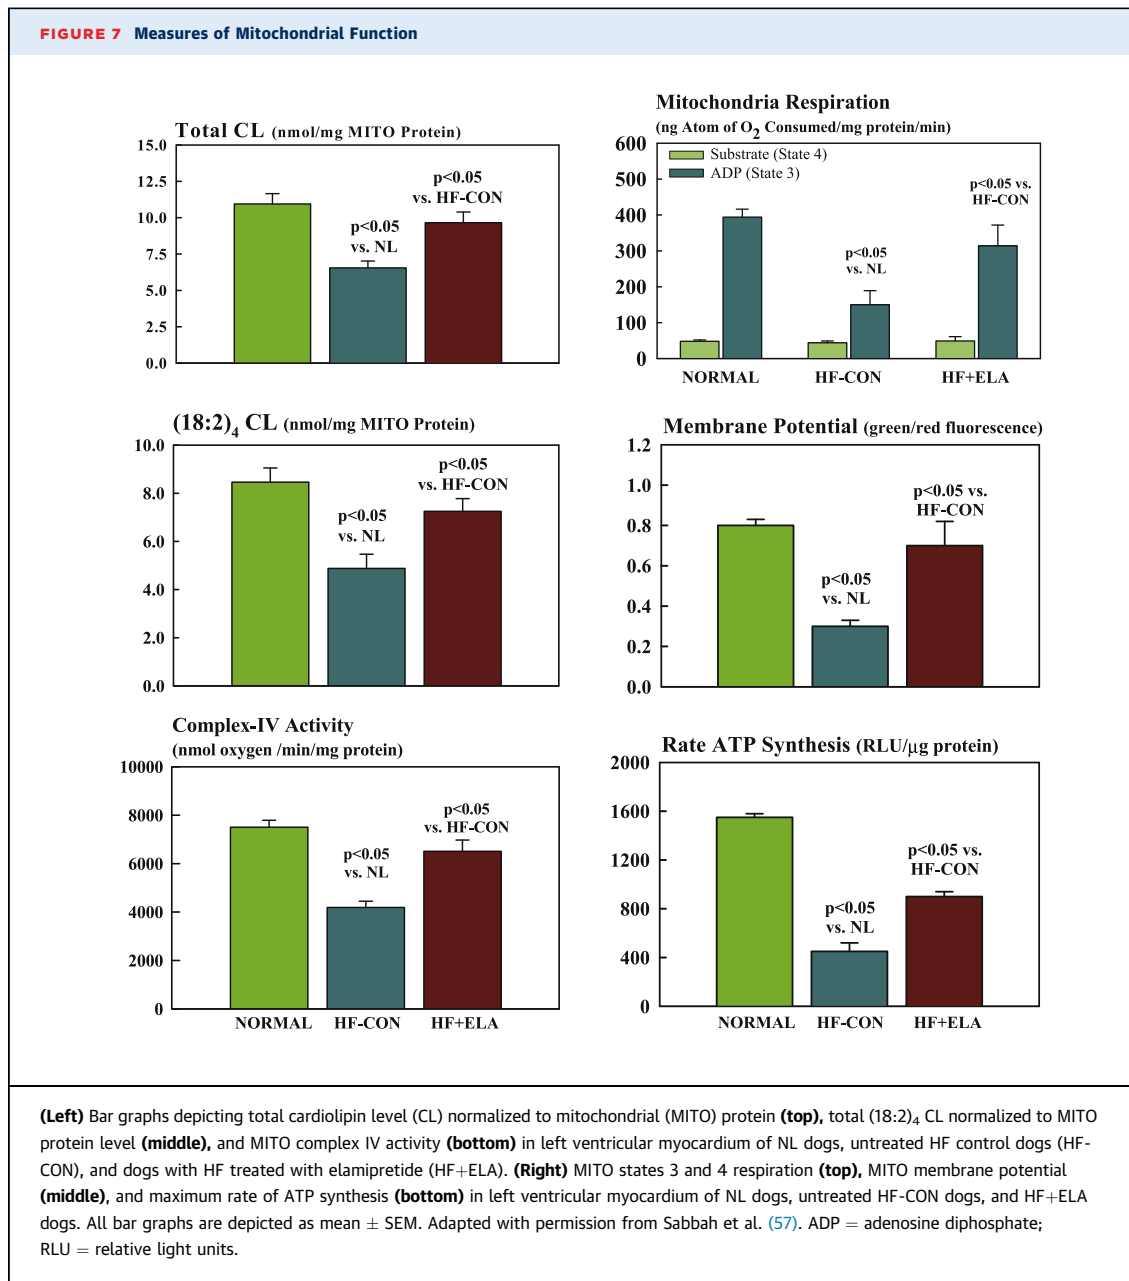 FIGURE 7 Measures of Mitochondrial Function
Total CL (nmol/mg MITO Protein)
15.0
12.5
10.0
7.5
5.0
2.5
0.0
p<0.05
vs. NL
p<0.05
vs. HF-CON
Mitochondria Respiration
(ng Atom of O₂ Consumed/mg protein/min)
600
500
400
300
200
100
0
Substrate (State 4)
ADP (State 3)
p<0.05
vs. NL
p<0.05 vs.
HF-CON
NORMAL HF-CON HF+ELA
(18:2)₄ CL (nmol/mg MITO Protein)
10.0
8.0
6.0
4.0
2.0
0.0
p<0.05
vs. NL
p<0.05
vs. HF-CON
Membrane Potential (green/red fluorescence)
1.2
1.0
0.8
0.6
0.4
0.2
0.0
p<0.05
vs. NL
p<0.05 vs.
HF-CON
Complex-IV Activity
(nmol oxygen /min/mg protein)
10000
8000
6000
4000
2000
0
p<0.05
vs. NL
p<0.05
vs. HF-CON
NORMAL HF-CON HF+ELA
Rate ATP Synthesis (RLU/µg protein)
2000
1600
1200
800
400
0
p<0.05
vs. NL
p<0.05 vs.
HF-CON
NORMAL HF-CON HF+ELA
(Left) Bar graphs depicting total cardiolipin level (CL) normalized to mitochondrial (MITO) protein (top), total (18:2)₄ CL normalized to MITO
protein level (middle), and MITO complex IV activity (bottom) in left ventricular myocardium of NL dogs, untreated HF control dogs (HF-
CON), and dogs with HF treated with elamipretide (HF+ELA). (Right) MITO states 3 and 4 respiration (top), MITO membrane potential
(middle), and maximum rate of ATP synthesis (bottom) in left ventricular myocardium of NL dogs, untreated HF-CON dogs, and HF+ELA
dogs. All bar graphs are depicted as mean ± SEM. Adapted with permission from Sabbah et al. (57). ADP = adenosine diphosphate;
RLU = relative light units.